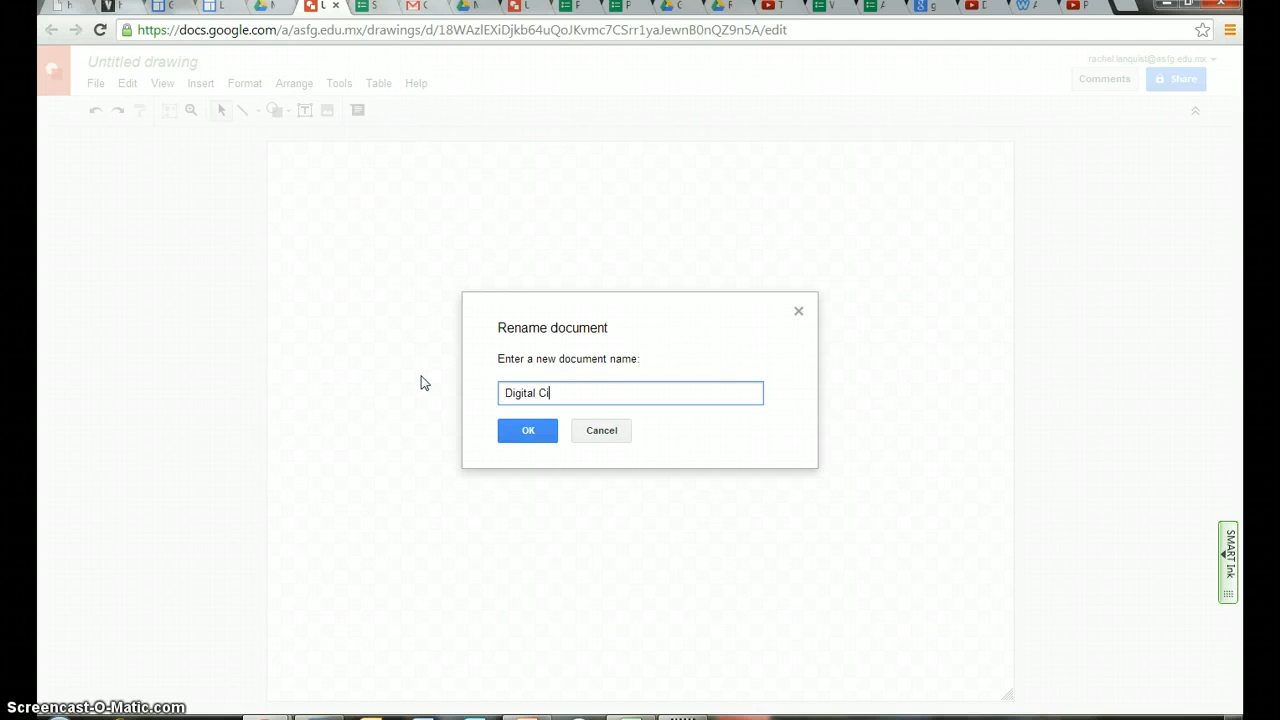 https://docs.google.com/a/asfg.edu.mx/drawings/d/18WAzlEXiDjkb64uQoJKvmc7CSrr1yaJewnB0nQZ9n5A/edit
Untitled drawing
rachel.lanquist@asfg.edu.mx
File Edit View Insert Format Arrange Tools Table Help
Comments
Share
Rename document
Enter a new document name:
Digital Ci
OK Cancel
SMART Ink
Screencast-O-Matic.com